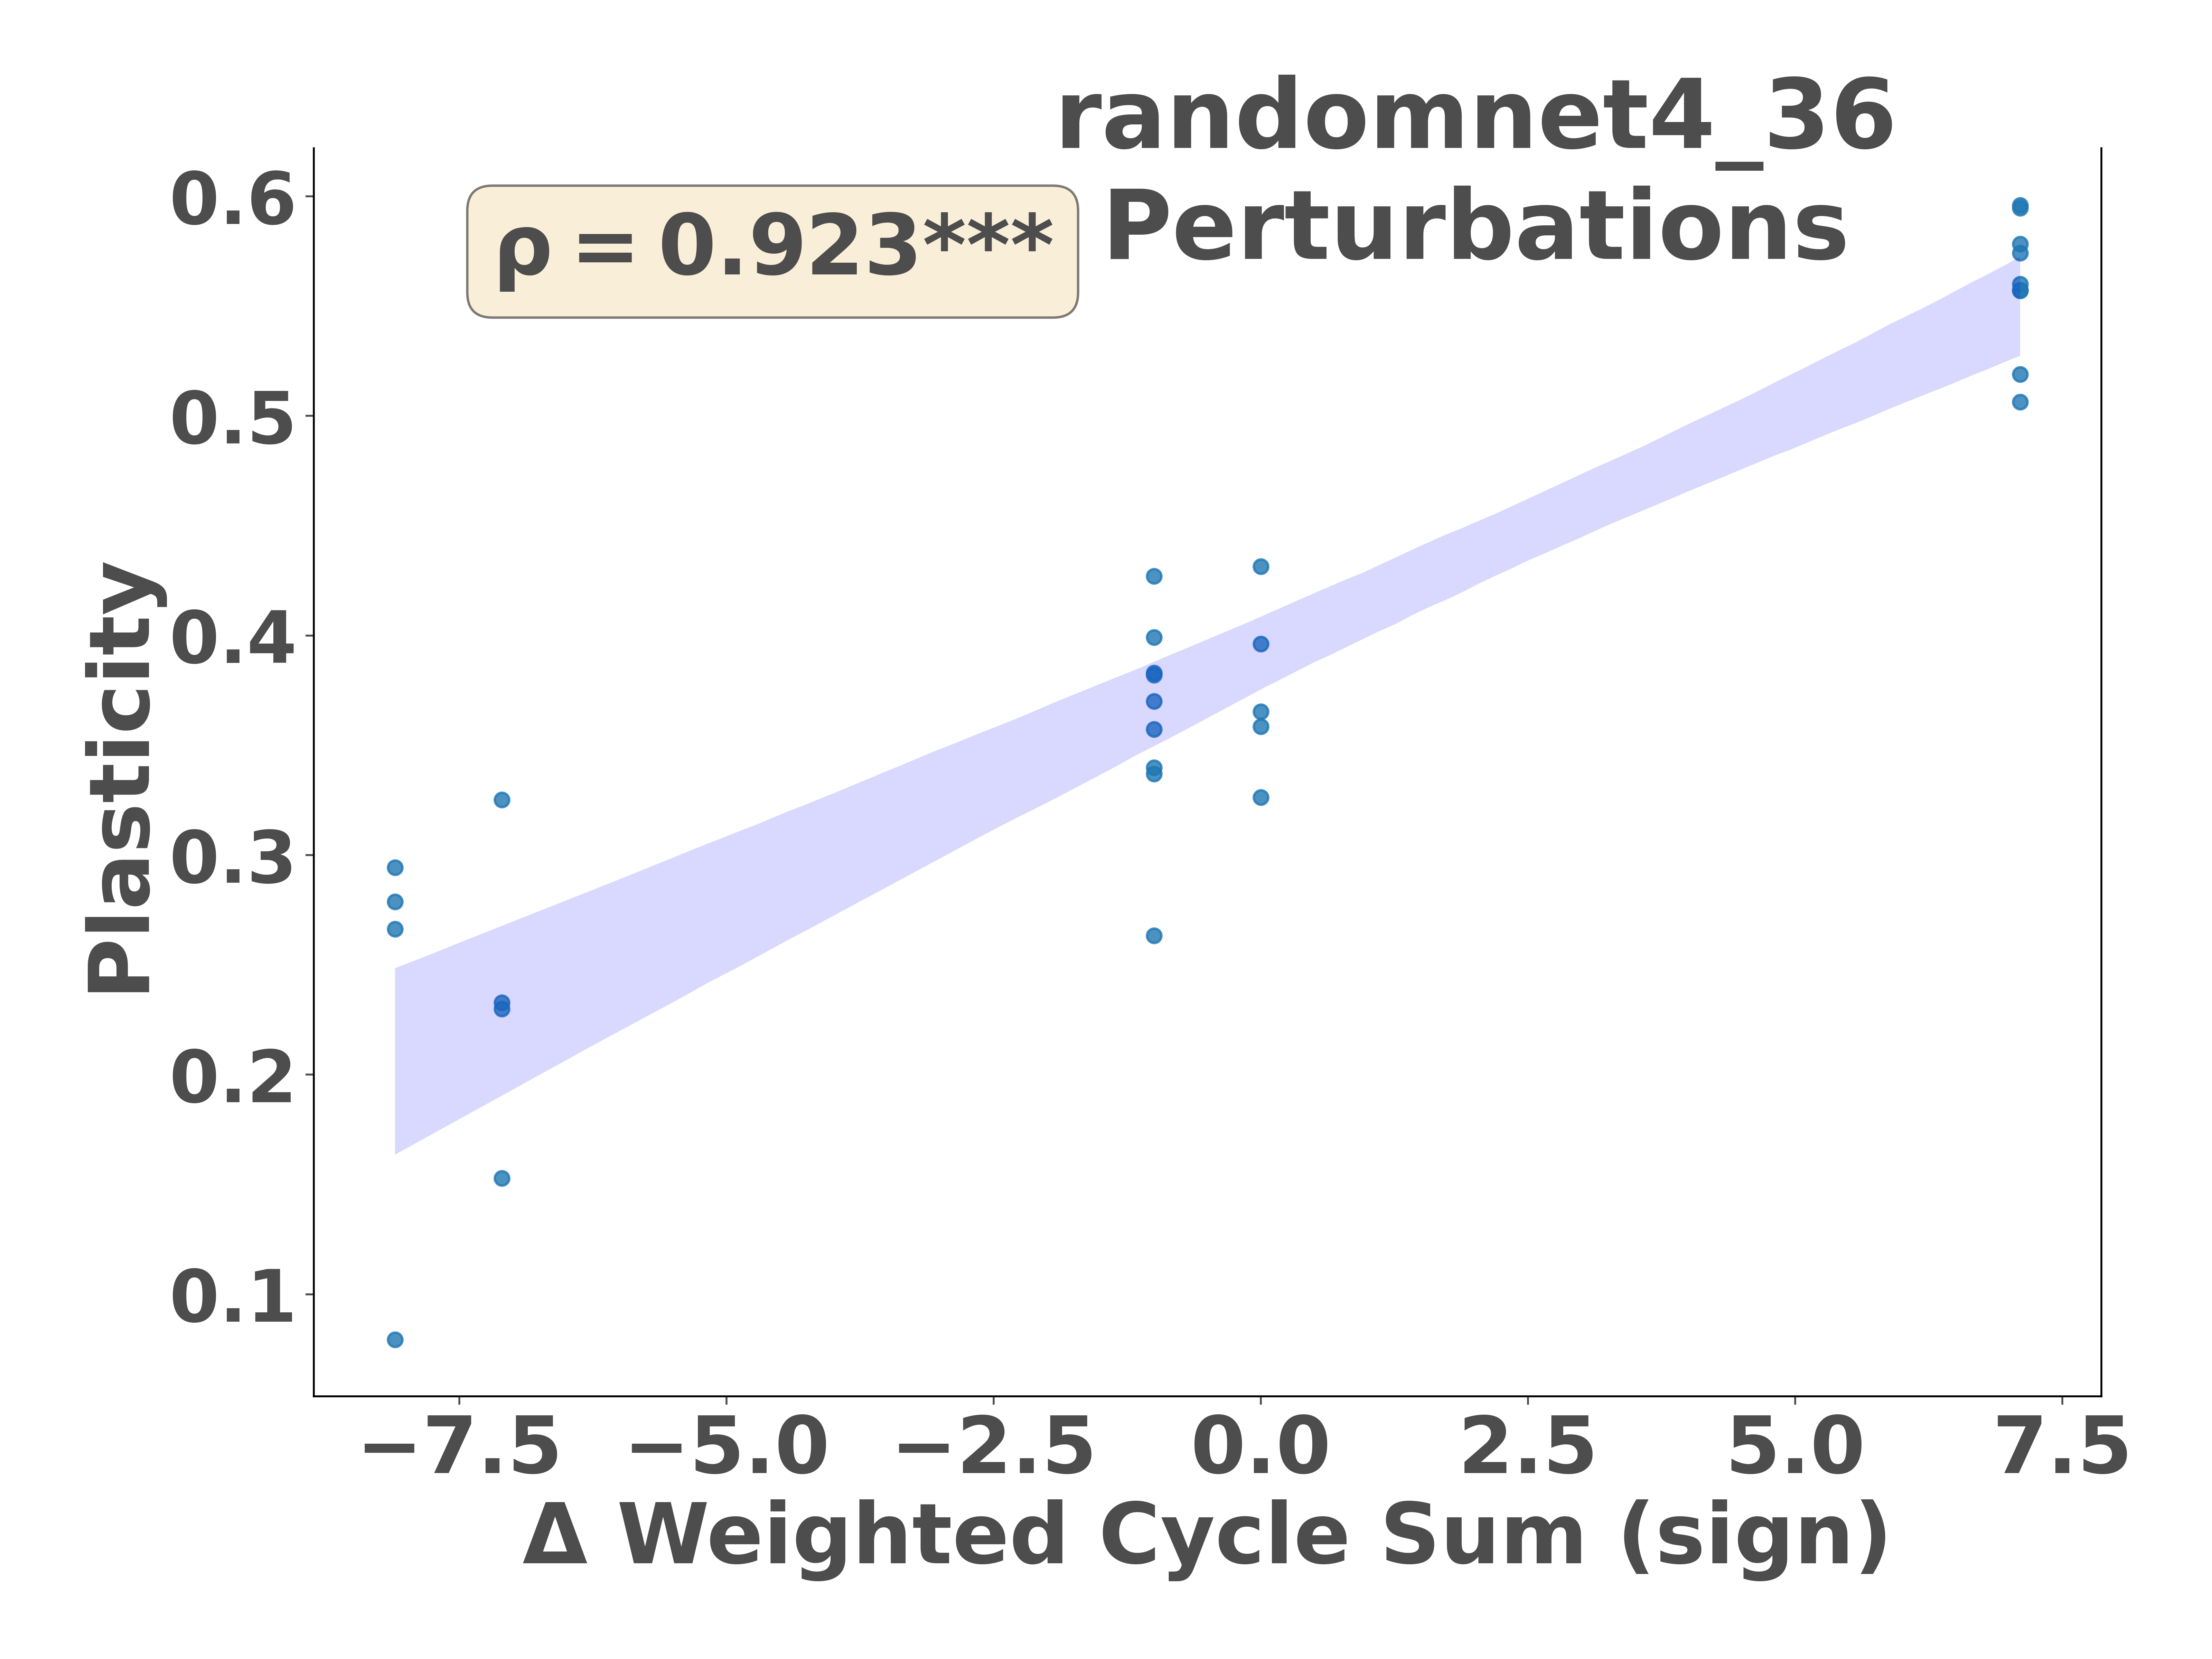 randomnet4_36
Perturbations
ρ = 0.923***
Plasticity
0.6
0.5
0.4
0.3
0.2
0.1
−7.5 −5.0 −2.5 0.0 2.5 5.0 7.5
Δ Weighted Cycle Sum (sign)